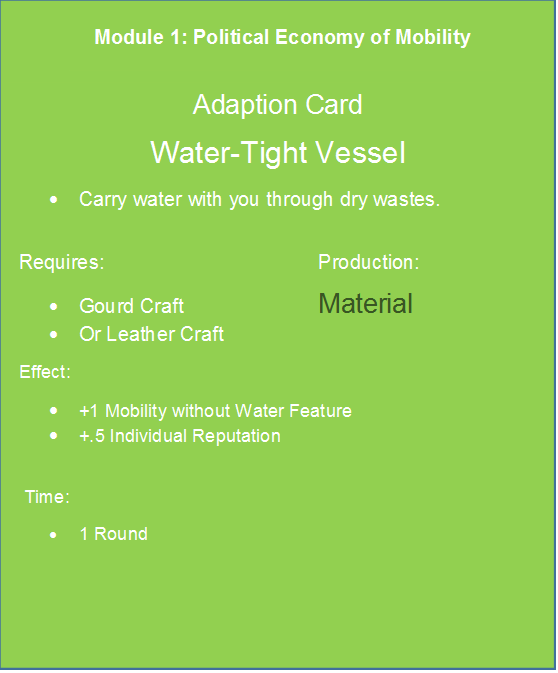 Module 1: Political Economy of Mobility
Adaption Card
Water-Tight Vessel
• Carry water with you through dry wastes.
Requires:
• Gourd Craft
• Or Leather Craft
Production:
Material
Effect:
• +1 Mobility without Water Feature
• +.5 Individual Reputation
Time:
• 1 Round